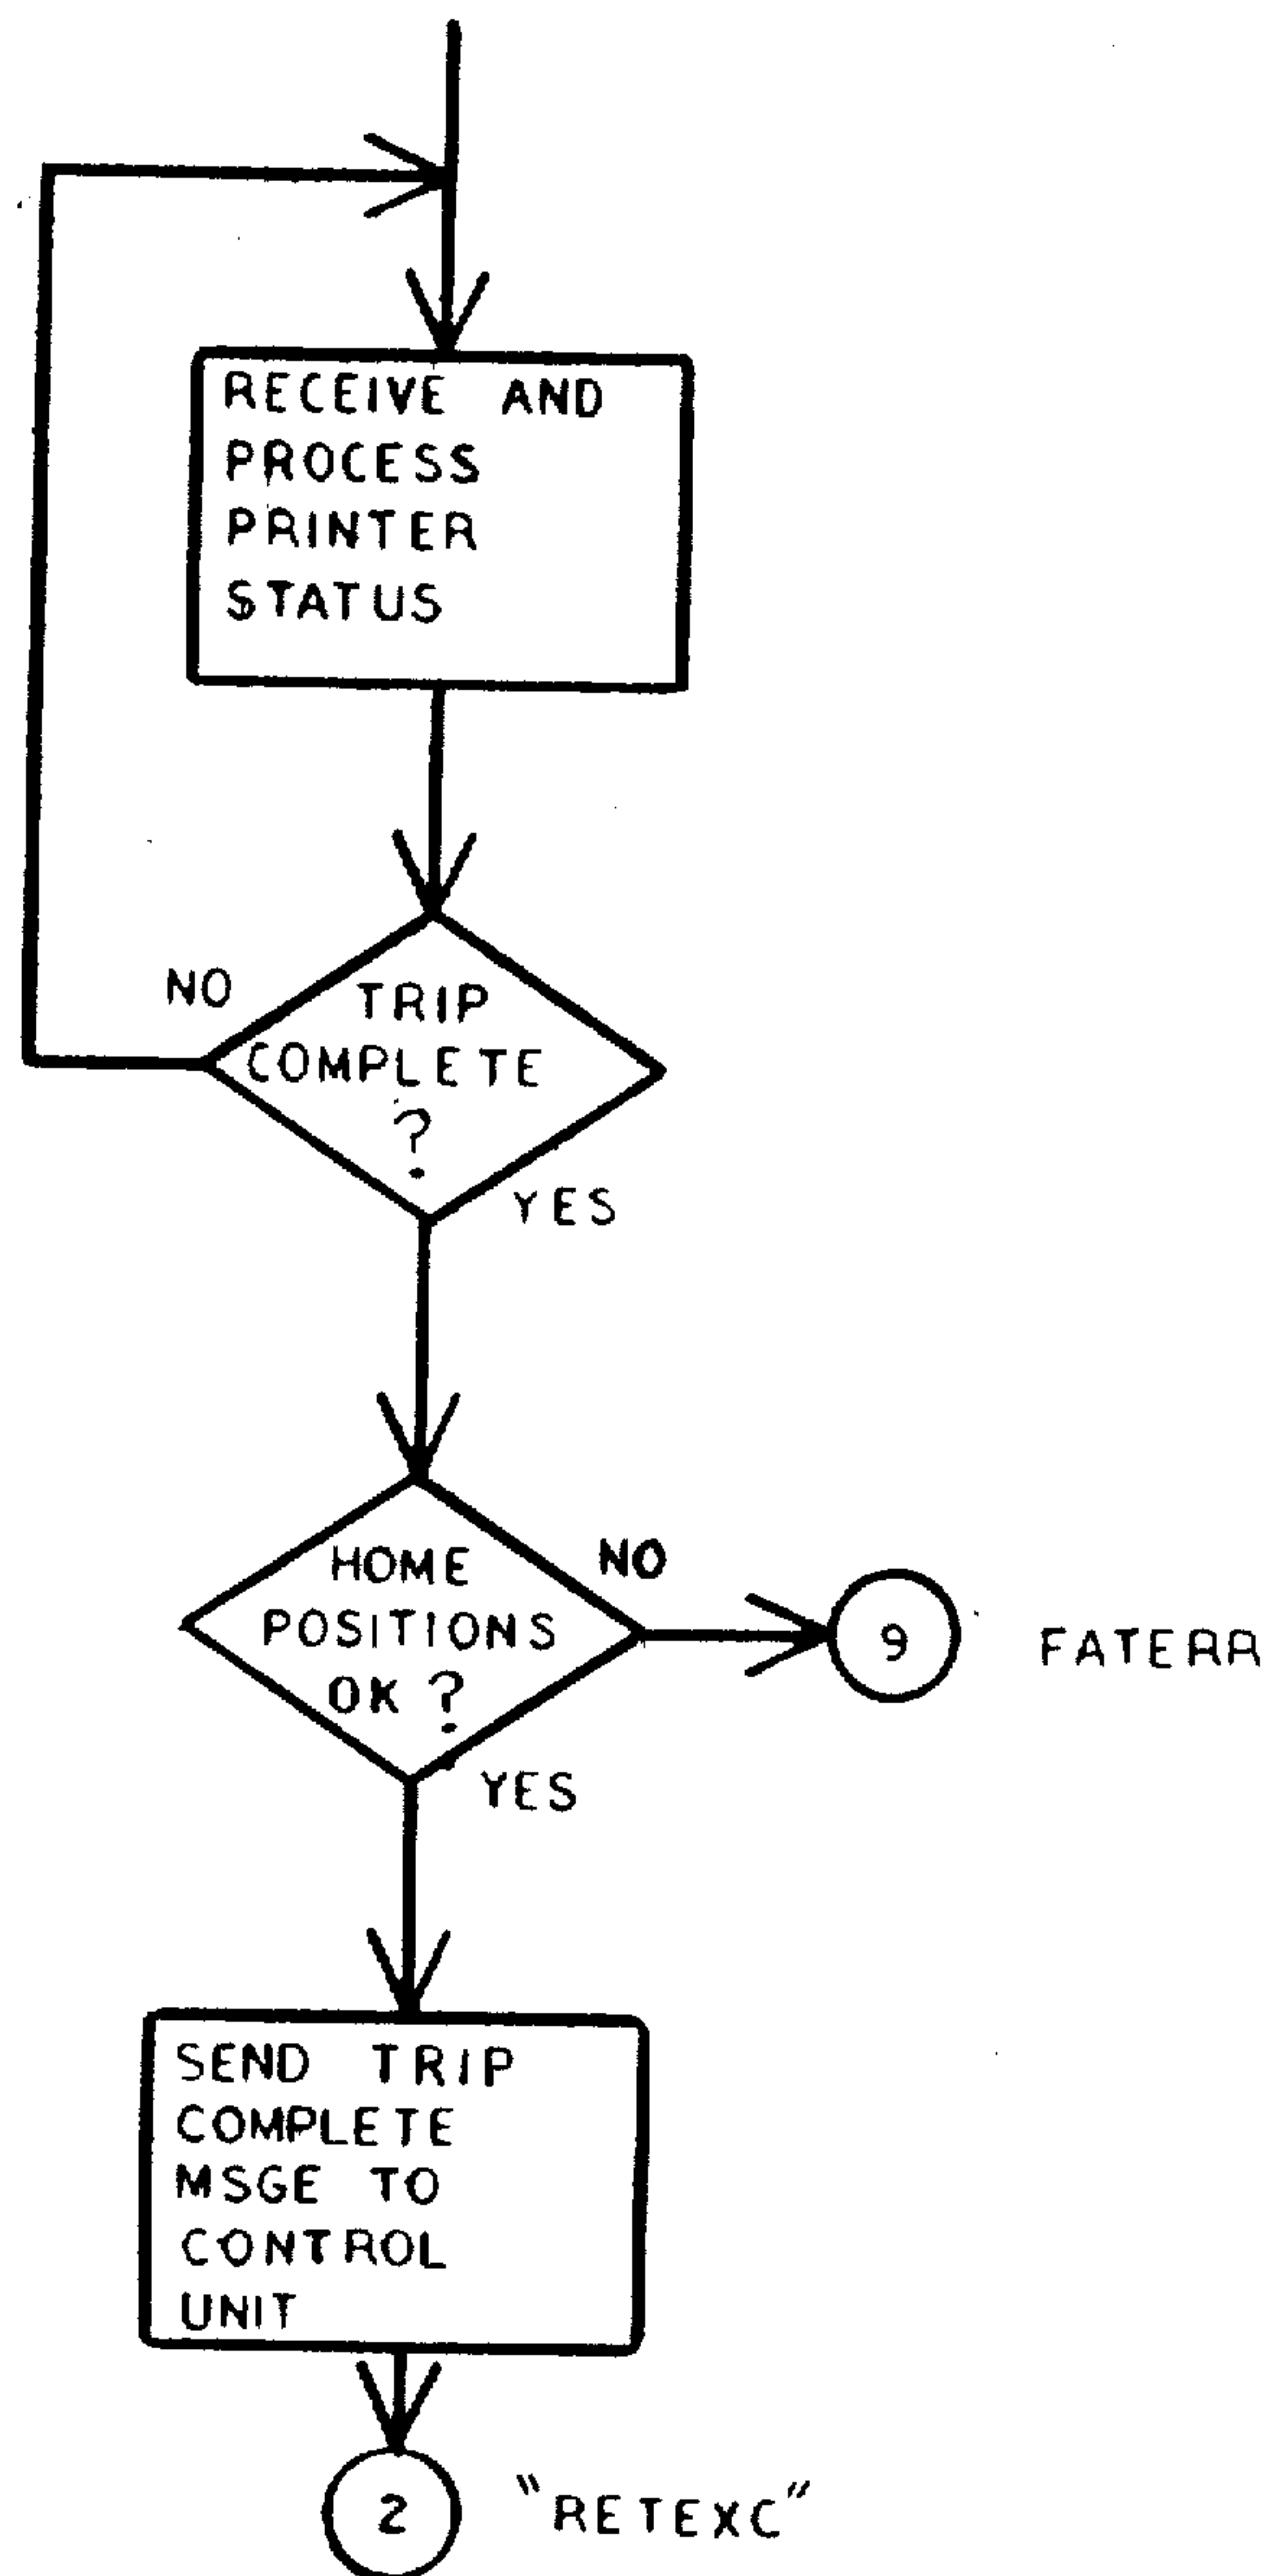 RECEIVE AND
PROCESS
PRINTER
STATUS
NO
TRIP
COMPLETE
?
YES
HOME
POSITIONS
OK ?
NO
9
FATERR
YES
SEND TRIP
COMPLETE
MSGE TO
CONTROL
UNIT
2
"RETEXC"